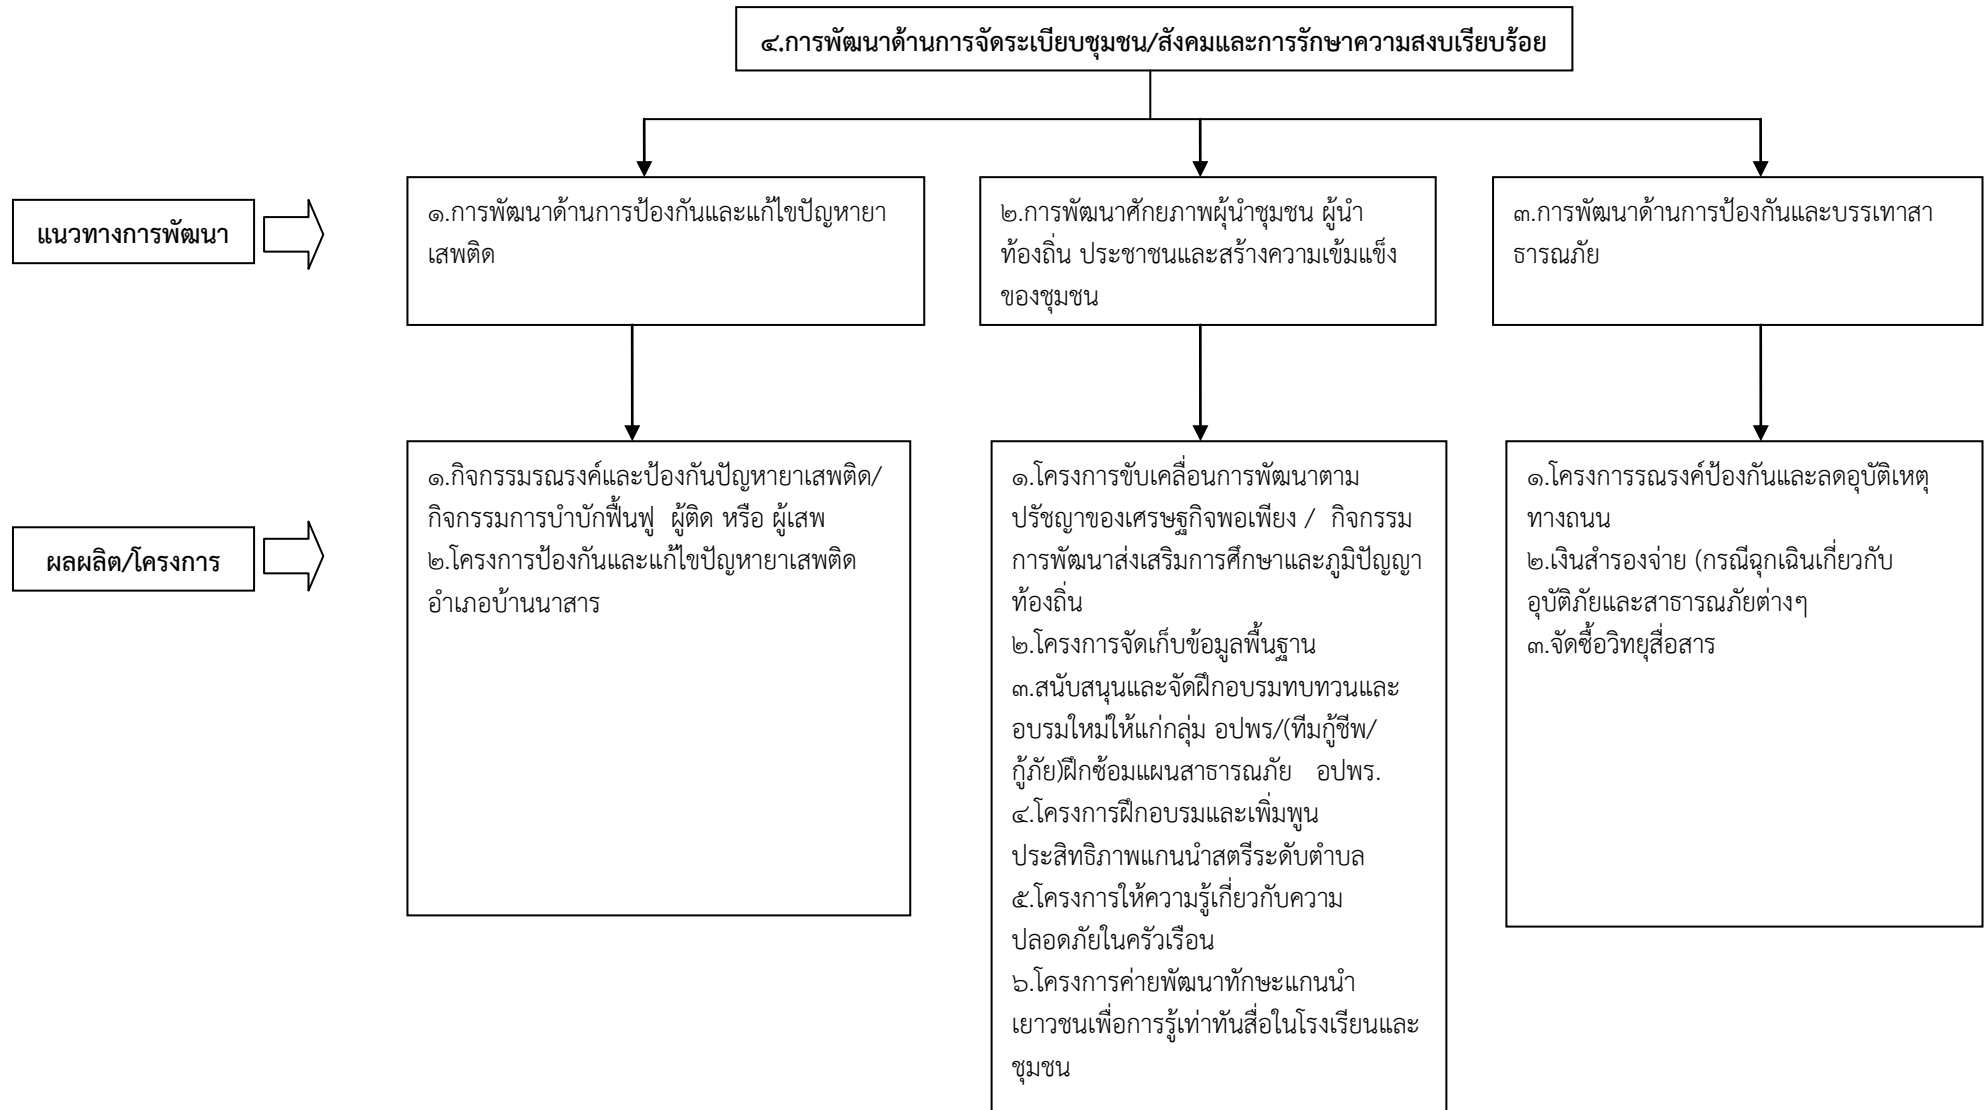 ๔.การพัฒนาด้านการจัดระเบียบชุมชน/สังคมและการรักษาความสงบเรียบร้อย
แนวทางการพัฒนา
๑.การพัฒนาด้านการป้องกันและแก้ไขปัญหายา
เสพติด
๒.การพัฒนาศักยภาพผู้นำชุมชน ผู้นำ
ท้องถิ่น ประชาชนและสร้างความเข้มแข็ง
ของชุมชน
๓.การพัฒนาด้านการป้องกันและบรรเทาสา
ธารณภัย
ผลผลิต/โครงการ
๑.กิจกรรมรณรงค์และป้องกันปัญหายาเสพติด/
กิจกรรมการบำบักฟื้นฟู  ผู้ติด หรือ ผู้เสพ
๒.โครงการป้องกันและแก้ไขปัญหายาเสพติด
อำเภอบ้านนาสาร
๑.โครงการขับเคลื่อนการพัฒนาตาม
ปรัชญาของเศรษฐกิจพอเพียง /  กิจกรรม
การพัฒนาส่งเสริมการศึกษาและภูมิปัญญา
ท้องถิ่น
๒.โครงการจัดเก็บข้อมูลพื้นฐาน
๓.สนับสนุนและจัดฝึกอบรมทบทวนและ
อบรมใหม่ให้แก่กลุ่ม อปพร/(ทีมกู้ชีพ/
กู้ภัย)ฝึกซ้อมแผนสาธารณภัย   อปพร.
๔.โครงการฝึกอบรมและเพิ่มพูน
ประสิทธิภาพแกนนำสตรีระดับตำบล
๕.โครงการให้ความรู้เกี่ยวกับความ
ปลอดภัยในครัวเรือน
๖.โครงการค่ายพัฒนาทักษะแกนนำ
เยาวชนเพื่อการรู้เท่าทันสื่อในโรงเรียนและ
ชุมชน
๑.โครงการรณรงค์ป้องกันและลดอุบัติเหตุ
ทางถนน
๒.เงินสำรองจ่าย (กรณีฉุกเฉินเกี่ยวกับ
อุบัติภัยและสาธารณภัยต่างๆ
๓.จัดซื้อวิทยุสื่อสาร